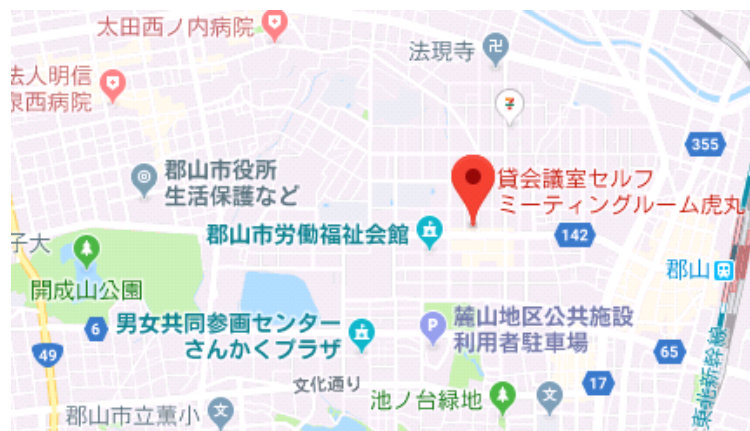 太田西ノ内病院
法現寺
法人明信
泉西病院
355
郡山市役所
生活保護など
貸会議室セルフ
ミーティングルーム虎丸
郡山市労働福祉会館
142
子大
郡山
開成山公園
6
男女共同参画センター
さんかくプラザ
麓山地区公共施設
利用者駐車場
49
65
文化通り
17
池ノ台緑地
文
郡山市立薫小
文
東北新幹線
P
7